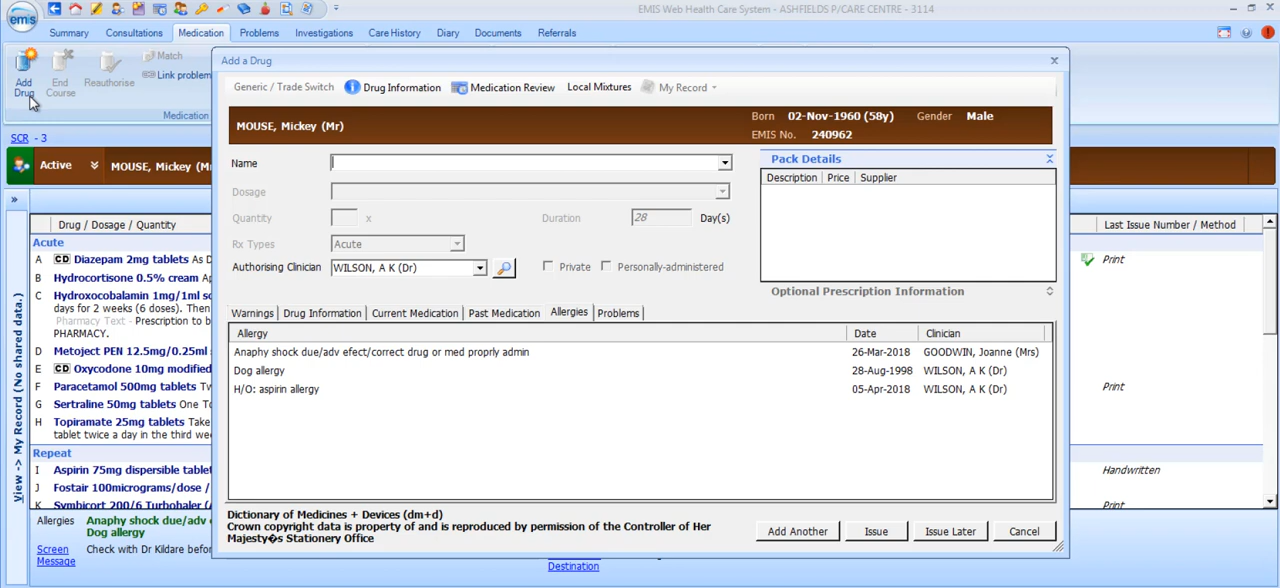 emis
EMIS Web Health Care System - ASHFIELDS P/CARE CENTRE - 3114
Summary Consultations Medication Problems Investigations Care History Diary Documents Referrals
Add Drug
End Course
Reauthorise
Match
Link problem
Medication
SCR - 3
Active
MOUSE, Mickey (M
View -> My Record (No shared data.)
Drug / Dosage / Quantity
Last Issue Number / Method
Acute
A CD Diazepam 2mg tablets As D
Print
B Hydrocortisone 0.5% cream Ap
C Hydroxocobalamin 1mg/1ml so
days for 2 weeks (6 doses). Then
Pharmacy Text - Prescription to b
PHARMACY.
D Metoject PEN 12.5mg/0.25ml
E CD Oxycodone 10mg modified
F Paracetamol 500mg tablets Tw
Print
G Sertraline 50mg tablets One To
H Topiramate 25mg tablets Take
tablet twice a day in the third wee
Repeat
I Aspirin 75mg dispersible tablet
Handwritten
J Fostair 100micrograms/dose /
K Symbicort 200/6 Turbohaler (A
Print
Allergies Anaphy shock due/adv e
Dog allergy
Screen Message
Check with Dr Kildare befor
Destination
Add a Drug
Generic / Trade Switch Drug Information Medication Review Local Mixtures My Record
MOUSE, Mickey (Mr)
Born 02-Nov-1960 (58y) Gender Male
EMIS No. 240962
Name
Dosage
Quantity x Duration 28 Day(s)
Rx Types Acute
Authorising Clinician WILSON, A K (Dr) Private Personally-administered
Pack Details
Description Price Supplier
Optional Prescription Information
Warnings Drug Information Current Medication Past Medication Allergies Problems
Allergy Date Clinician
Anaphy shock due/adv efect/correct drug or med proprly admin 26-Mar-2018 GOODWIN, Joanne (Mrs)
Dog allergy 28-Aug-1998 WILSON, A K (Dr)
H/O: aspirin allergy 05-Apr-2018 WILSON, A K (Dr)
Dictionary of Medicines + Devices (dm+d)
Crown copyright data is property of and is reproduced by permission of the Controller of Her
Majesty�s Stationery Office
Add Another Issue Issue Later Cancel